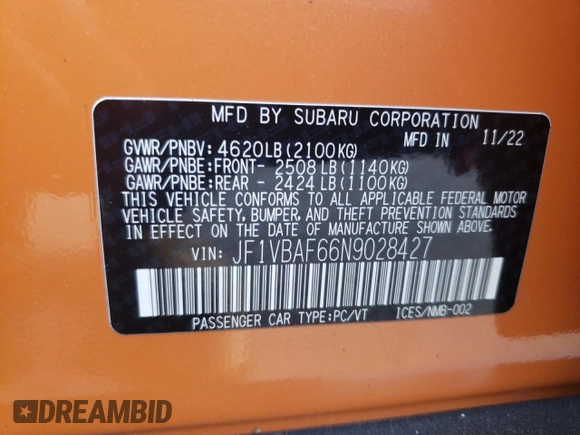 MFD BY SUBARU CORPORATION
GVWR/PNBV: 4620LB(2100KG) MFD IN 11/22
GAWR/PNBE:FRONT- 2508 LB(1140KG)
GAWR/PNBE:REAR - 2424 LB(1100KG)
THIS VEHICLE CONFORMS TO ALL APPLICABLE FEDERAL MOTOR
VEHICLE SAFETY, BUMPER, AND THEFT PREVENTION STANDARDS
IN EFFECT ON THE DATE OF MANUFACTURE SHOWN ABOVE.
VIN: JF1VBAF66N9028427
PASSENGER CAR TYPE:PC/VT ICES/NMB-002
DREAMBID